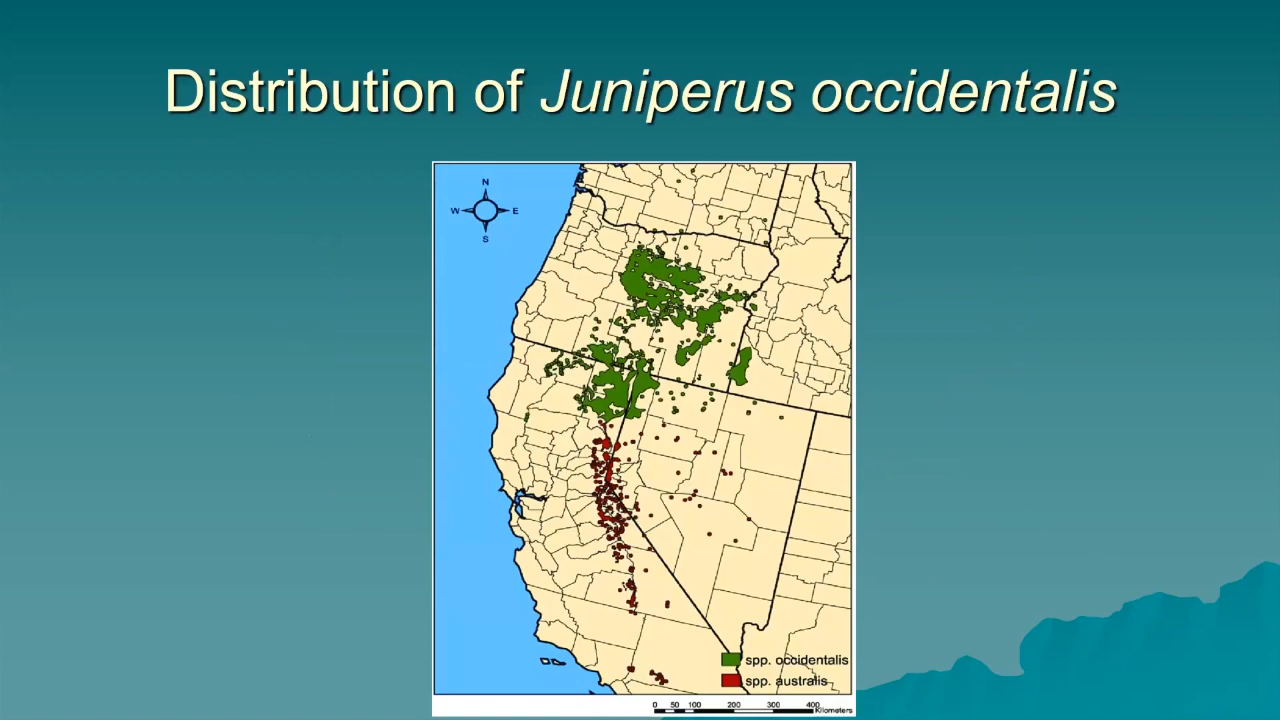 Distribution of Juniperus occidentalis
N
W E
S
spp. occidentalis
spp. australis
0 50 100 200 300 400
Kilometers